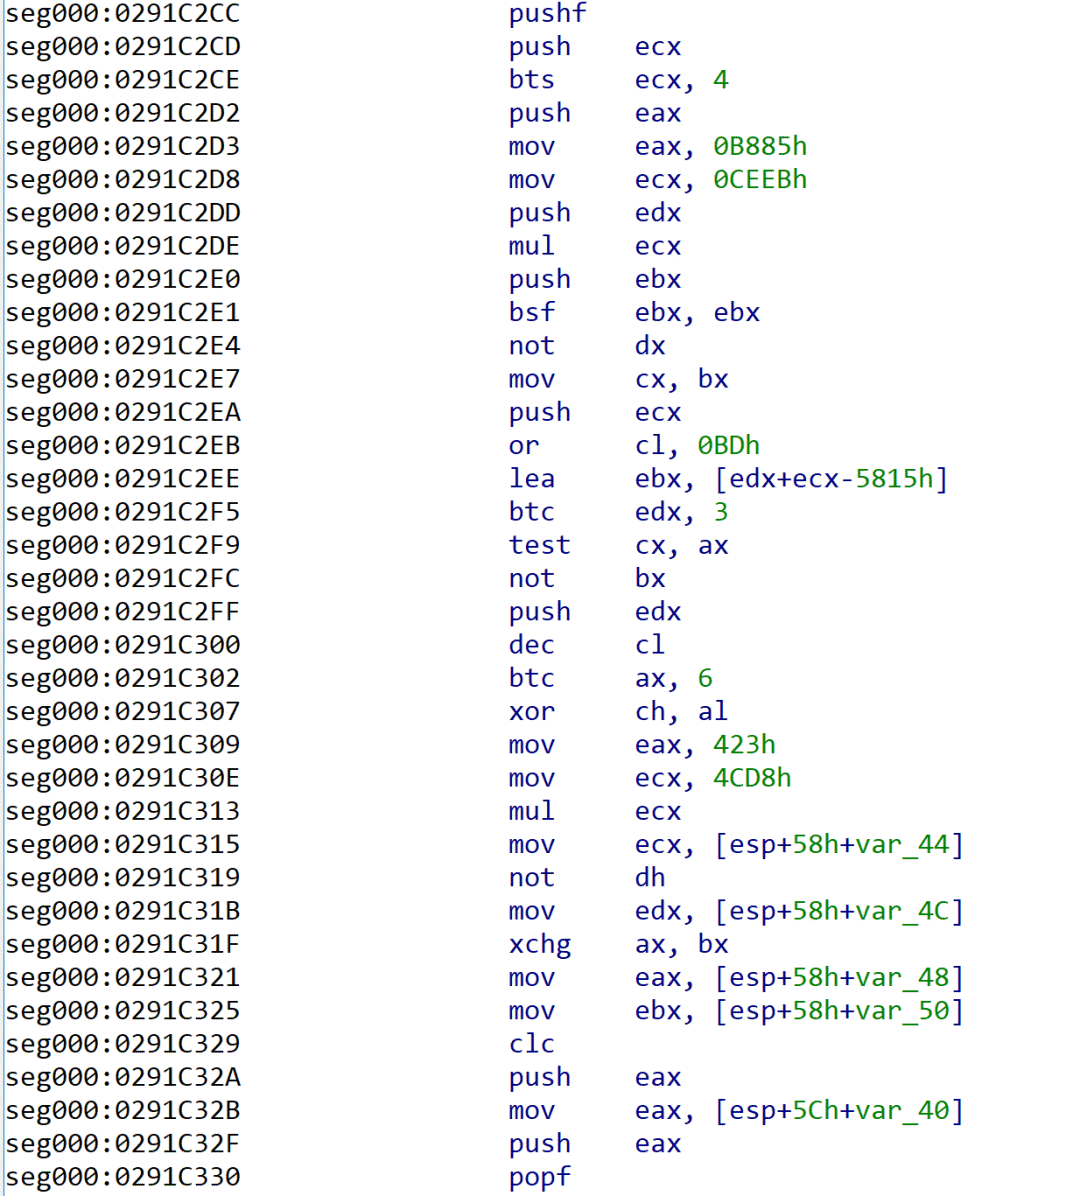 seg000:0291C2CC pushf
seg000:0291C2CD push ecx
seg000:0291C2CE bts ecx, 4
seg000:0291C2D2 push eax
seg000:0291C2D3 mov eax, 0B885h
seg000:0291C2D8 mov ecx, 0CEEBh
seg000:0291C2DD push edx
seg000:0291C2DE mul ecx
seg000:0291C2E0 push ebx
seg000:0291C2E1 bsf ebx, ebx
seg000:0291C2E4 not dx
seg000:0291C2E7 mov cx, bx
seg000:0291C2EA push ecx
seg000:0291C2EB or cl, 0BDh
seg000:0291C2EE lea ebx, [edx+ecx-5815h]
seg000:0291C2F5 btc edx, 3
seg000:0291C2F9 test cx, ax
seg000:0291C2FC not bx
seg000:0291C2FF push edx
seg000:0291C300 dec cl
seg000:0291C302 btc ax, 6
seg000:0291C307 xor ch, al
seg000:0291C309 mov eax, 423h
seg000:0291C30E mov ecx, 4CD8h
seg000:0291C313 mul ecx
seg000:0291C315 mov ecx, [esp+58h+var_44]
seg000:0291C319 not dh
seg000:0291C31B mov edx, [esp+58h+var_4C]
seg000:0291C31F xchg ax, bx
seg000:0291C321 mov eax, [esp+58h+var_48]
seg000:0291C325 mov ebx, [esp+58h+var_50]
seg000:0291C329 clc
seg000:0291C32A push eax
seg000:0291C32B mov eax, [esp+5Ch+var_40]
seg000:0291C32F push eax
seg000:0291C330 popf